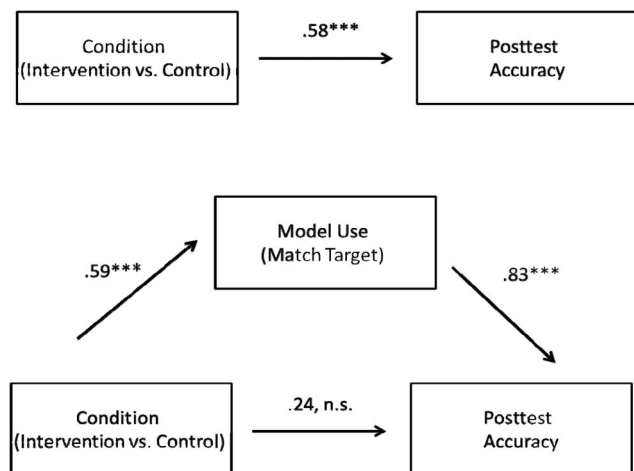 Condition
(Intervention vs. Control)
.58***
Posttest
Accuracy
Model Use
(Match Target)
.59***
.83***
Condition
(Intervention vs. Control)
.24, n.s.
Posttest
Accuracy